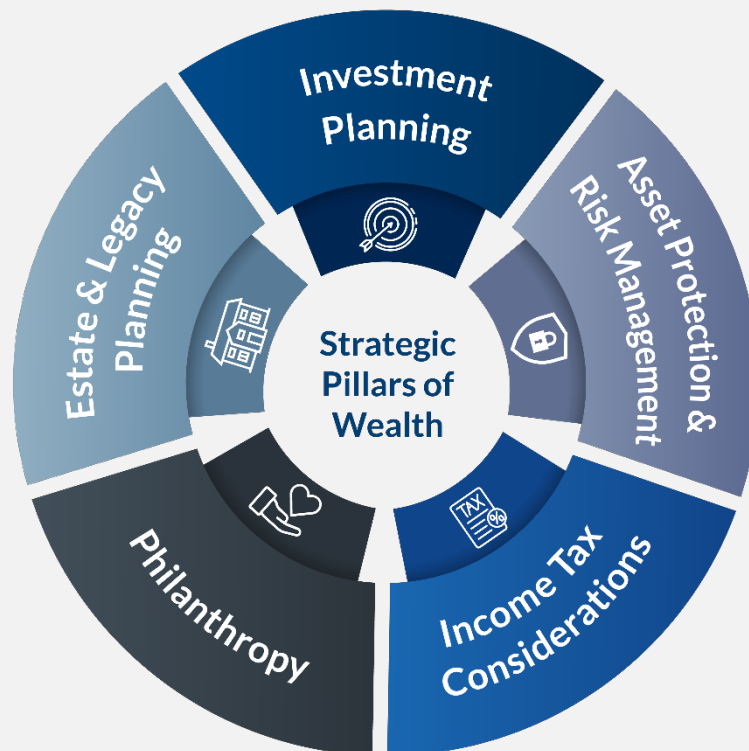 Investment
Planning
Asset Protection &
Risk Management
Income Tax
Considerations
Philanthropy
Estate & Legacy
Planning
Strategic
Pillars of
Wealth
TAX
%